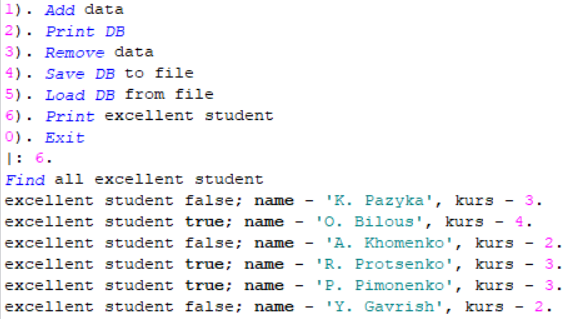 1). Add data
2). Print DB
3). Remove data
4). Save DB to file
5). Load DB from file
6). Print excellent student
0). Exit
|: 6.
Find all excellent student
excellent student false; name - 'K. Pazyka', kurs - 3.
excellent student true; name - 'O. Bilous', kurs - 4.
excellent student false; name - 'A. Khomenko', kurs - 2.
excellent student true; name - 'R. Protsenko', kurs - 3.
excellent student true; name - 'P. Pimonenko', kurs - 3.
excellent student false; name - 'Y. Gavrish', kurs - 2.